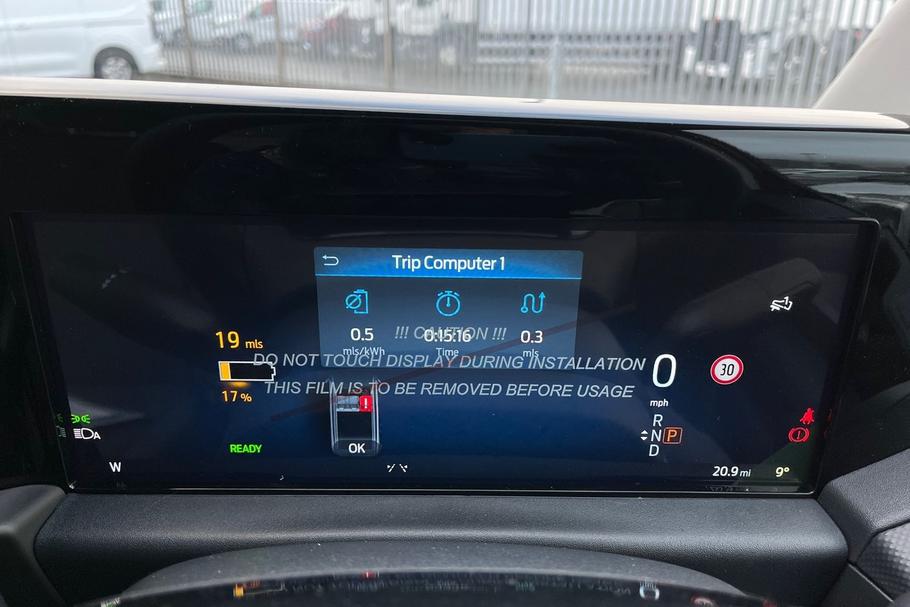 Trip Computer 1
0.5
mls/kWh
0:15:16
Time
0.3
mls
!!! CAUTION !!!
DO NOT TOUCH DISPLAY DURING INSTALLATION
THIS FILM IS TO BE REMOVED BEFORE USAGE
19 mls
17 %
0
mph
30
R
N P
D
A
!
OK
READY
W
20.9 mi
9°